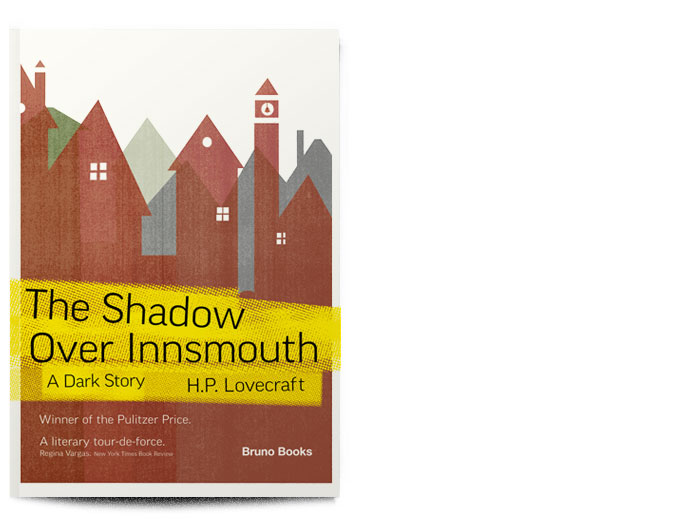 The Shadow
Over Innsmouth
A Dark Story
H.P. Lovecraft
Winner of the Pulitzer Price.
A literary tour-de-force.
Regina Vargas. New York Times Book Review
Bruno Books